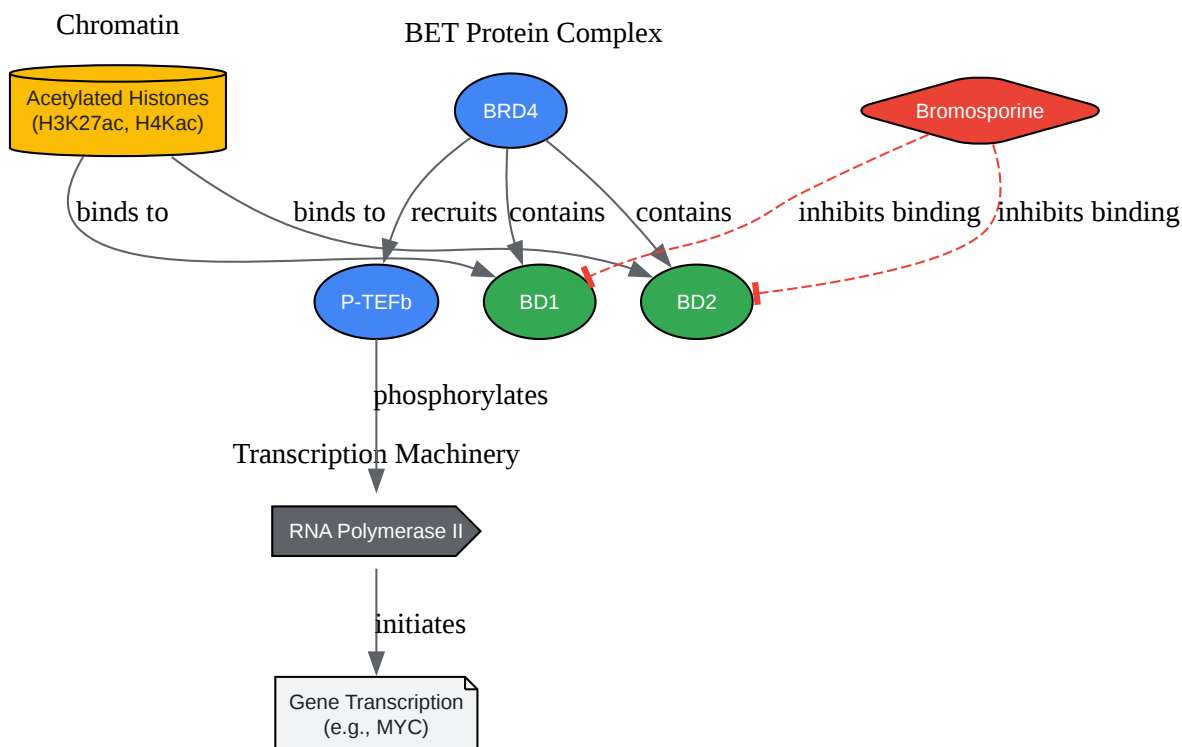 Chromatin
BET Protein Complex
Acetylated Histones
(H3K27ac, H4Kac)
BRD4
Bromosporine
binds to
binds to
recruits
contains
contains
inhibits binding
inhibits binding
P-TEFb
BD1
BD2
phosphorylates
Transcription Machinery
RNA Polymerase II
initiates
Gene Transcription
(e.g., MYC)